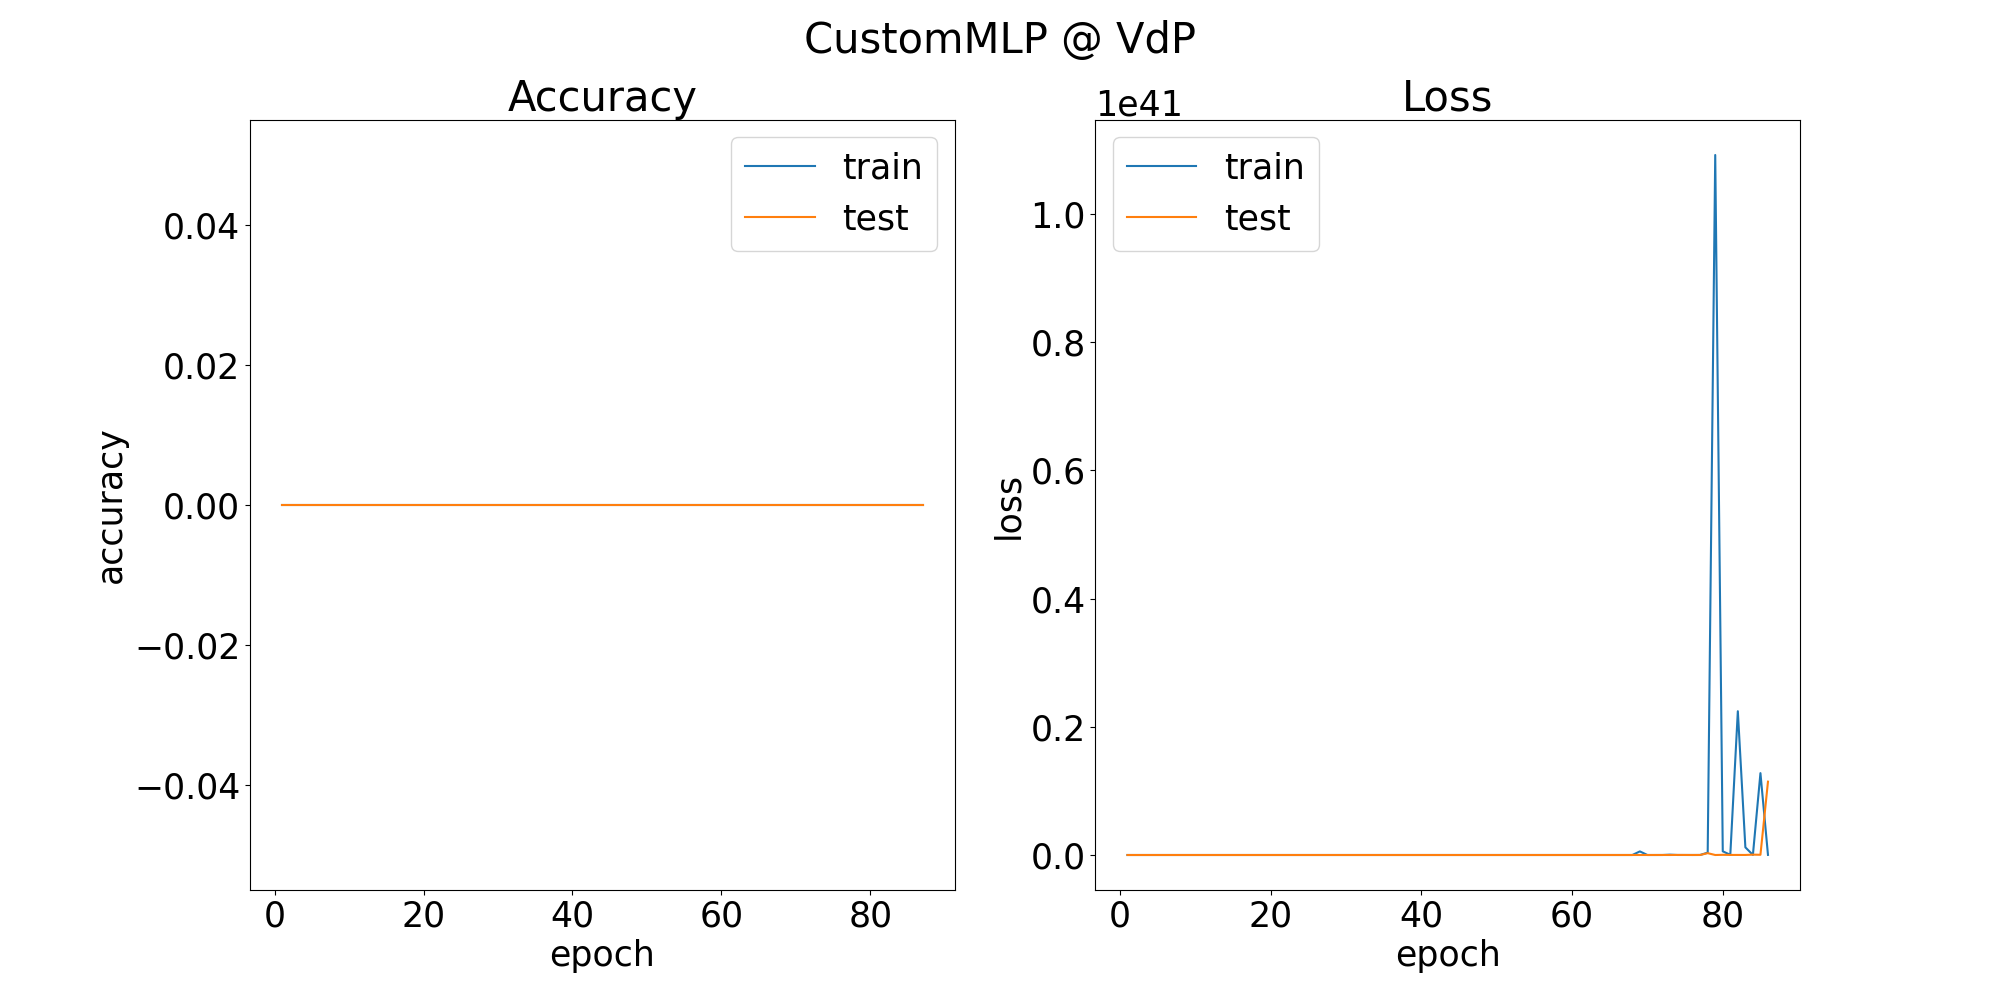 CustomMLP @ VdP
Accuracy
train
test
0.04
0.02
0.00
−0.02
−0.04
accuracy
0 20 40 60 80
epoch
Loss
1e41
train
test
1.0
0.8
0.6
0.4
0.2
0.0
loss
0 20 40 60 80
epoch